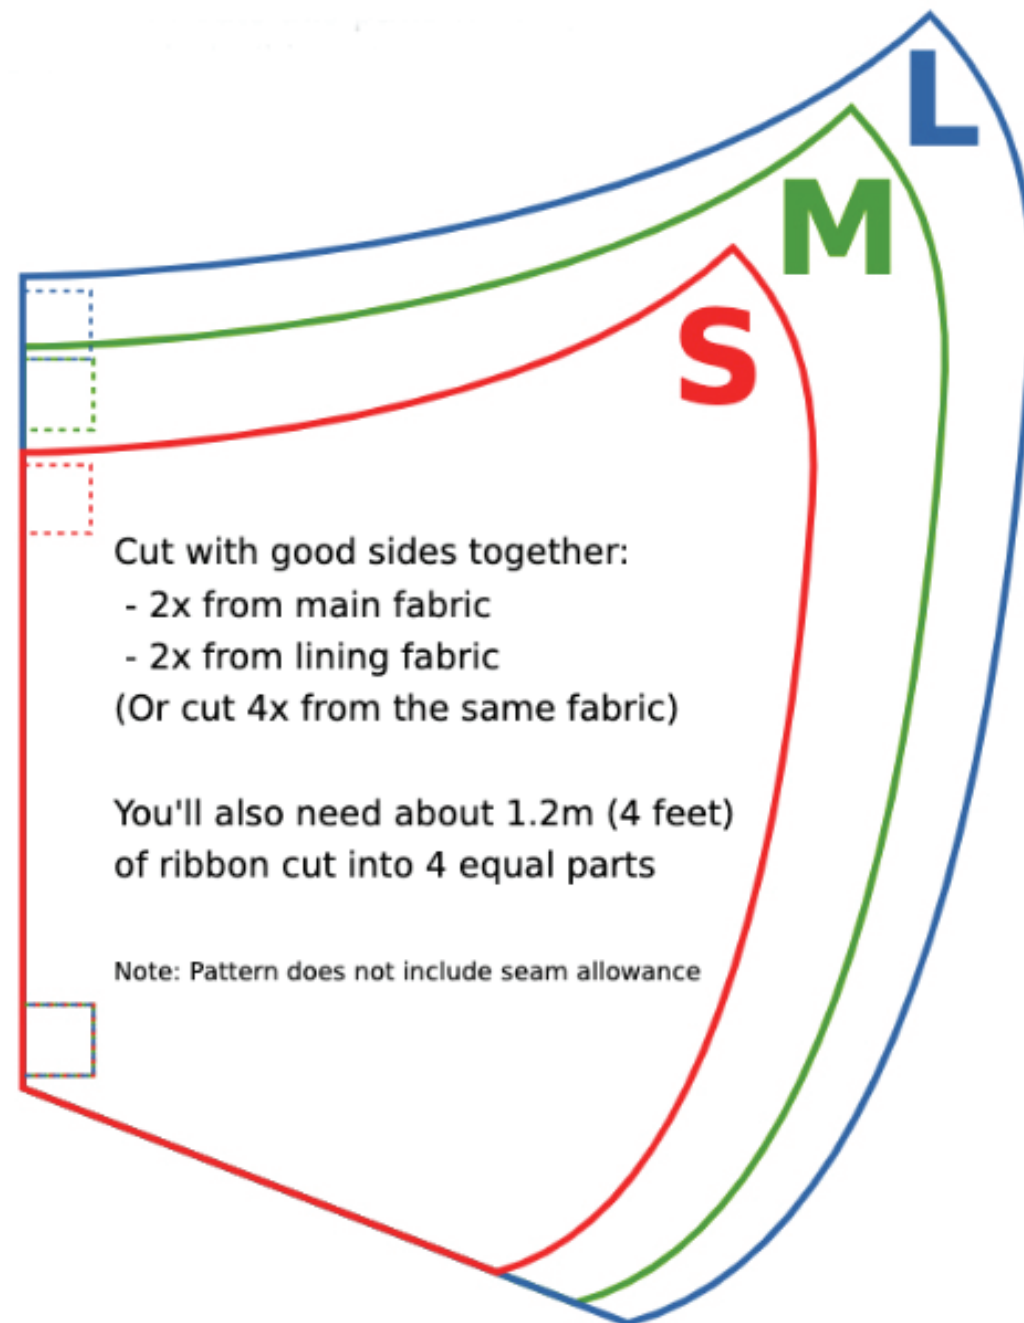 L
M
S
Cut with good sides together:
- 2x from main fabric
- 2x from lining fabric
(Or cut 4x from the same fabric)
You'll also need about 1.2m (4 feet)
of ribbon cut into 4 equal parts
Note: Pattern does not include seam allowance